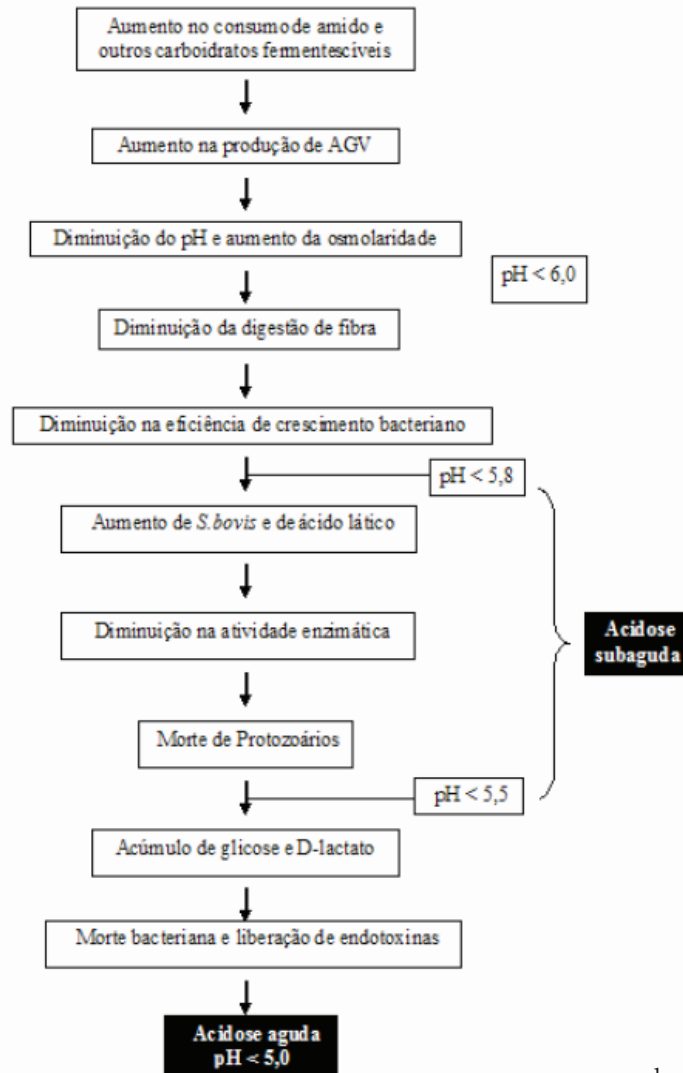 Aumento no consumo de amido e
outros carboidratos fermentescíveis
Aumento na produção de AGV
Diminuição do pH e aumento da osmolaridade
pH < 6,0
Diminuição da digestão de fibra
Diminuição na eficiência de crescimento bacteriano
pH < 5,8
Aumento de S.bovis e de ácido lático
Diminuição na atividade enzimática
Acidose
subaguda
Morte de Protozoários
pH < 5,5
Acúmulo de glicose e D-lactato
Morte bacteriana e liberação de endotoxinas
Acidose aguda
pH < 5,0